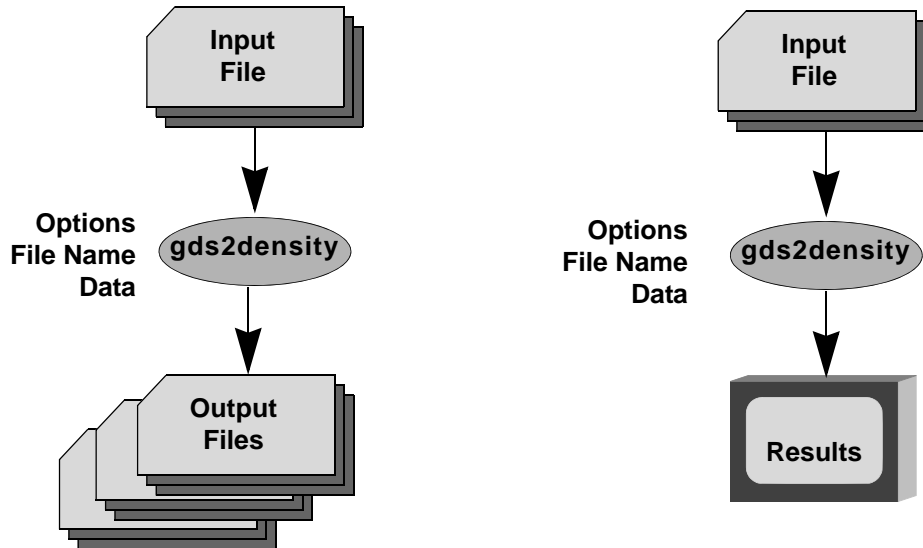 Input
File
Options
File Name
Data
gds2density
Output
Files
Input
File
Options
File Name
Data
gds2density
Results